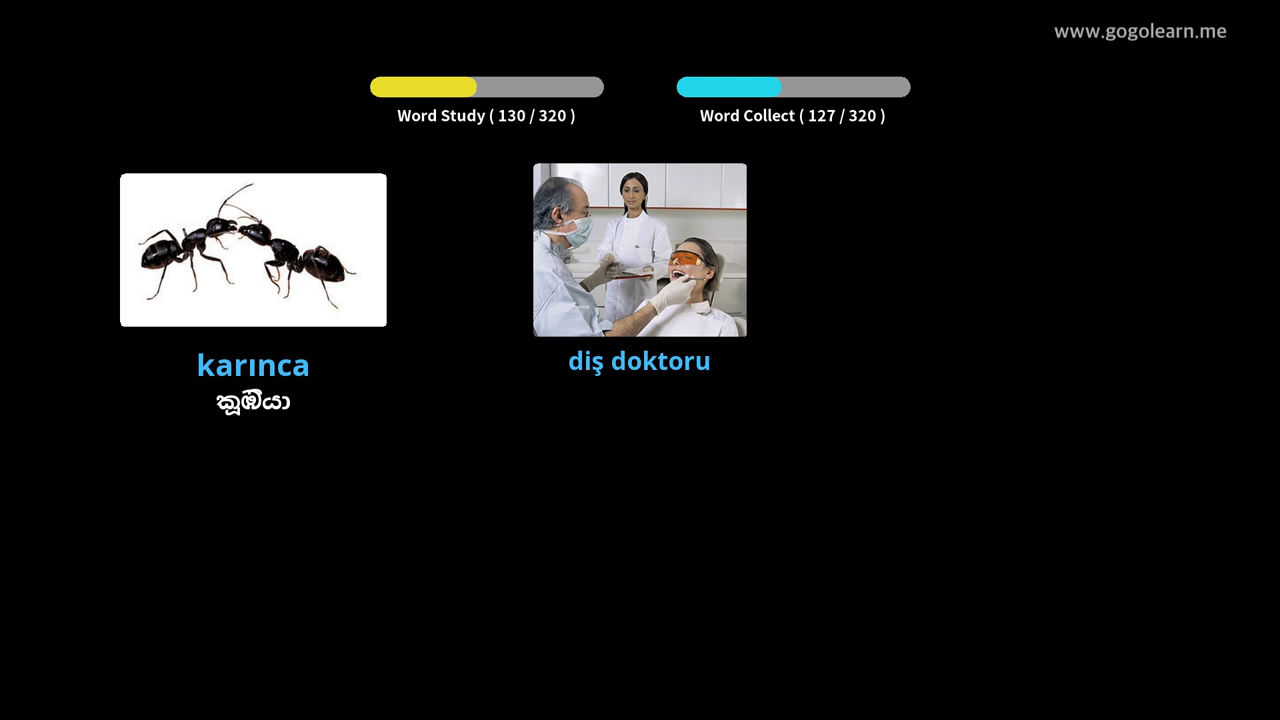 www.gogolearn.me
Word Study ( 130 / 320 )
Word Collect ( 127 / 320 )
karınca
කූඹියා
diş doktoru